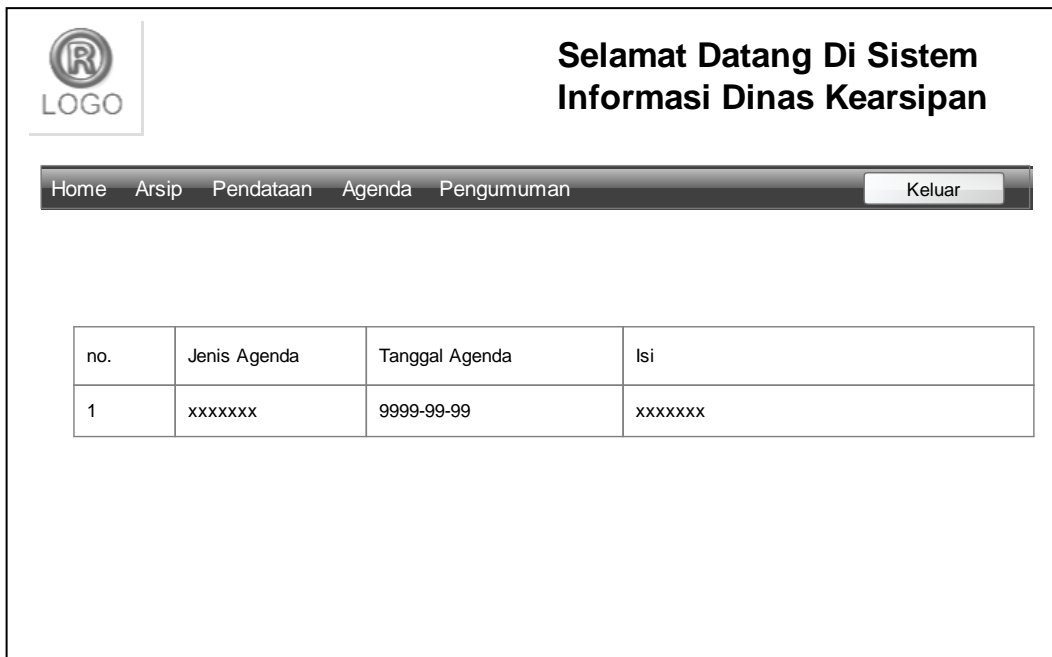 R
LOGO
Selamat Datang Di Sistem
Informasi Dinas Kearsipan
Home Arsip Pendataan Agenda Pengumuman Keluar
no. Jenis Agenda Tanggal Agenda Isi
1 xxxxxxx 9999-99-99 xxxxxxx